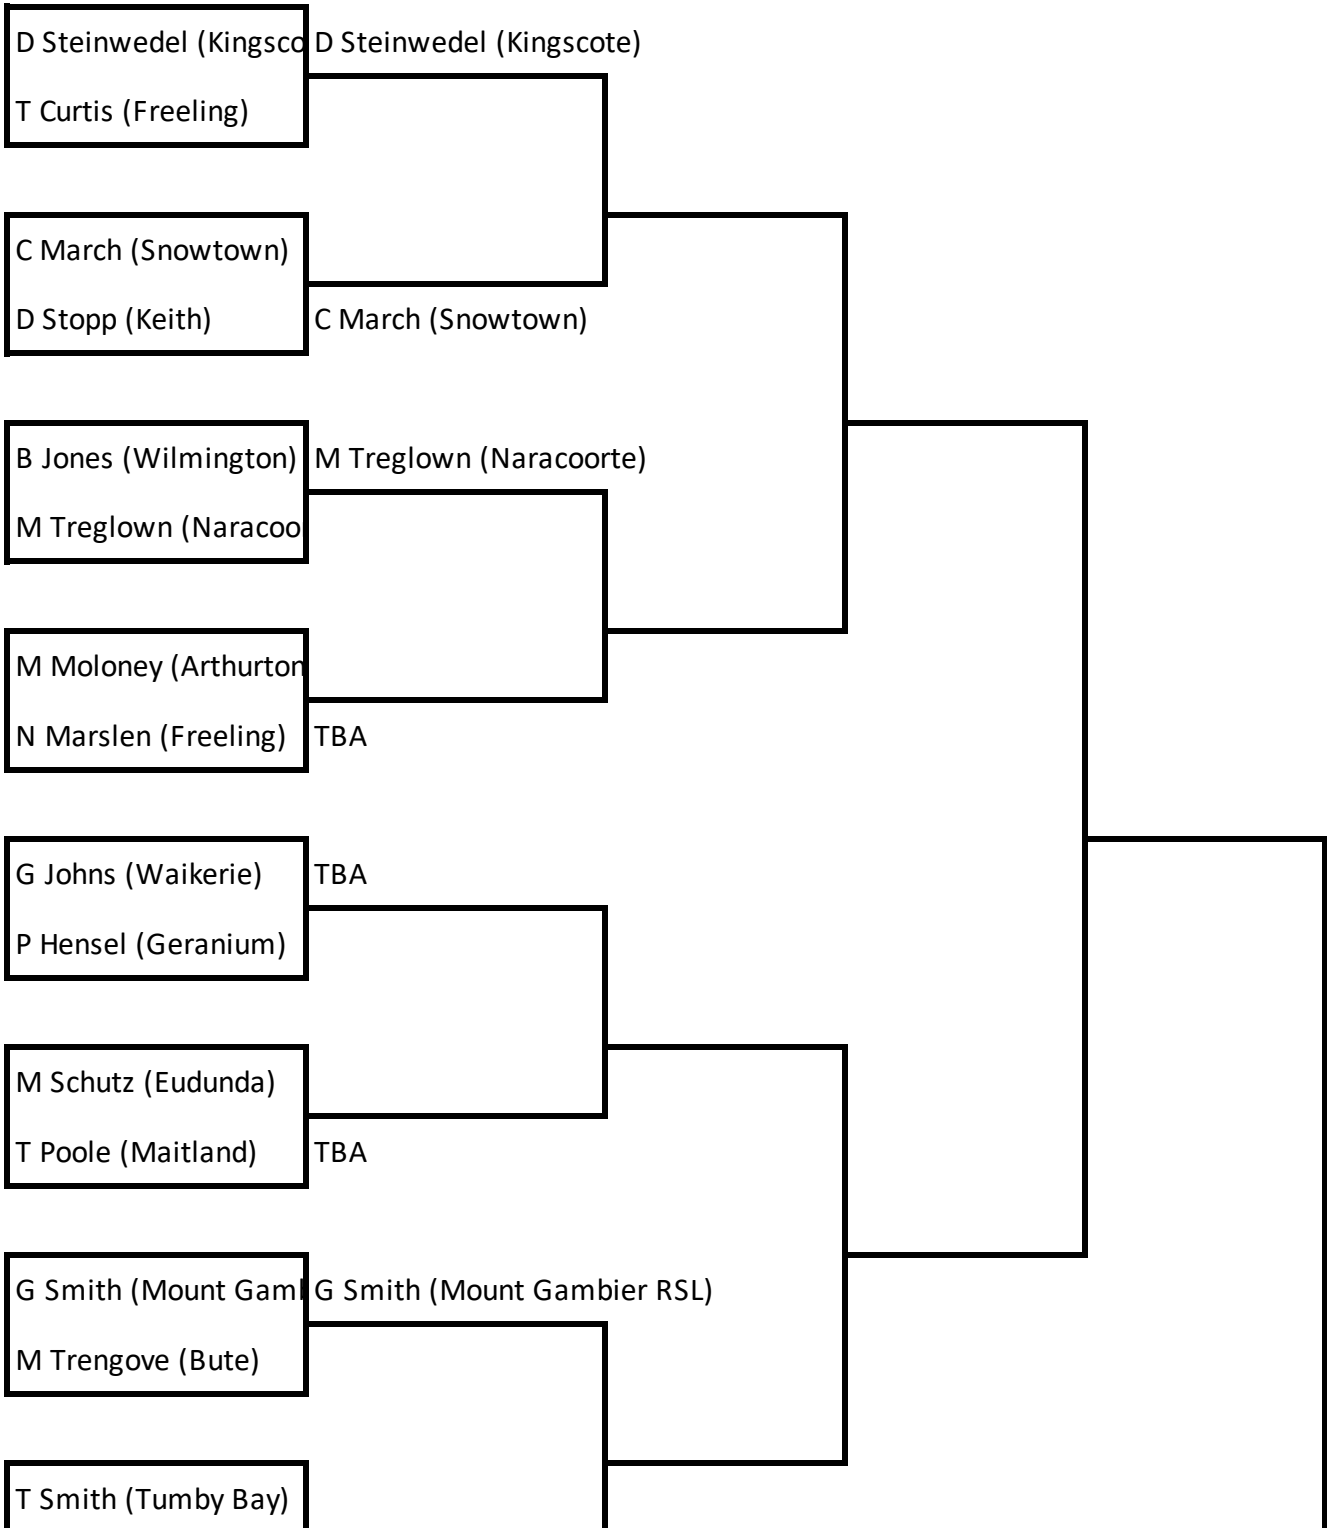 D Steinwedel (Kingsco D Steinwedel (Kingscote)
T Curtis (Freeling)
C March (Snowtown)
D Stopp (Keith) C March (Snowtown)
B Jones (Wilmington) M Treglown (Naracoorte)
M Treglown (Naracoo
M Moloney (Arthurton
N Marslen (Freeling) TBA
G Johns (Waikerie) TBA
P Hensel (Geranium)
M Schutz (Eudunda)
T Poole (Maitland) TBA
G Smith (Mount Gam G Smith (Mount Gambier RSL)
M Trengove (Bute)
T Smith (Tumby Bay)